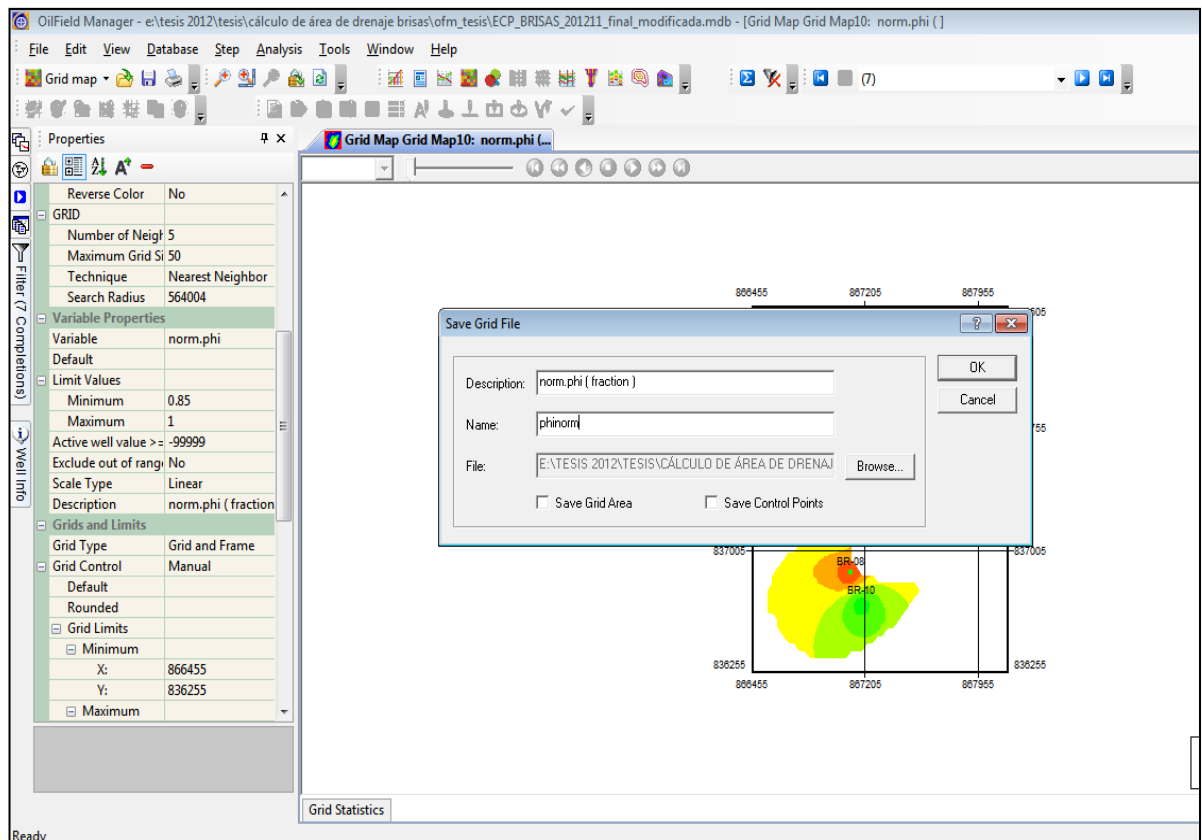 OilField Manager - e:\tesis 2012\tesis\cálculo de área de drenaje brisas\ofm_tesis\ECP_BRISAS_201211_final_modificada.mdb - [Grid Map Grid Map10: norm.phi ( ]
File Edit View Database Step Analysis Tools Window Help
Grid map (7)
Properties
Grid Map Grid Map10: norm.phi (...
Filter (7 Completions)
Well Info
Reverse Color No
GRID
Number of Neigh 5
Maximum Grid Si 50
Technique Nearest Neighbor
Search Radius 564004
Variable Properties
Variable norm.phi
Default
Limit Values
Minimum 0.85
Maximum 1
Active well value >= -99999
Exclude out of rang No
Scale Type Linear
Description norm.phi ( fraction
Grids and Limits
Grid Type Grid and Frame
Grid Control Manual
Default
Rounded
Grid Limits
Minimum
X: 866455
Y: 836255
Maximum
866455 867205 867955
505
Save Grid File
Description: norm.phi ( fraction )
OK
Name: phinorm
Cancel
755
File: E:\TESIS 2012\TESIS\CÁLCULO DE ÁREA DE DRENAJ
Browse...
Save Grid Area Save Control Points
837005 837005
BR-08
BR-10
836255 836255
866455 867205 867955
Grid Statistics
Ready